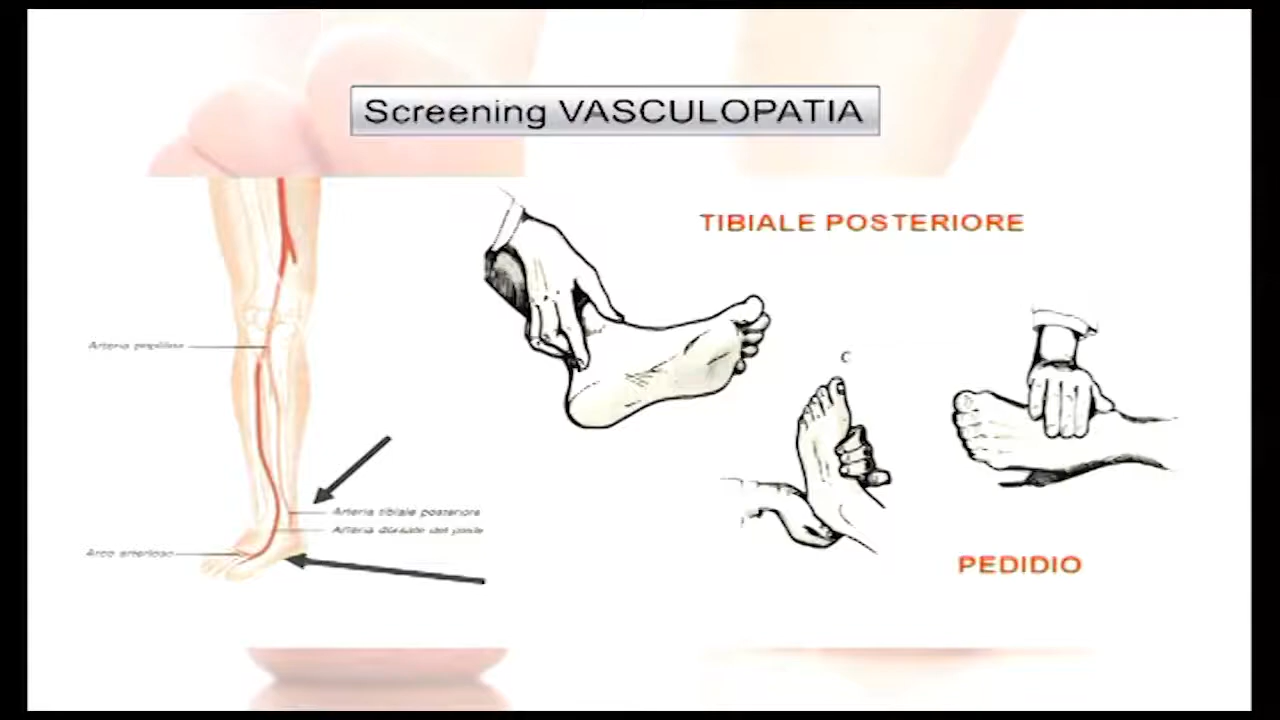 Screening VASCULOPATIA
TIBIALE POSTERIORE
Arteria poplitea
C
Arteria tibiale posteriore
Arteria dorsale del piede
Arco arterioso
PEDIDIO